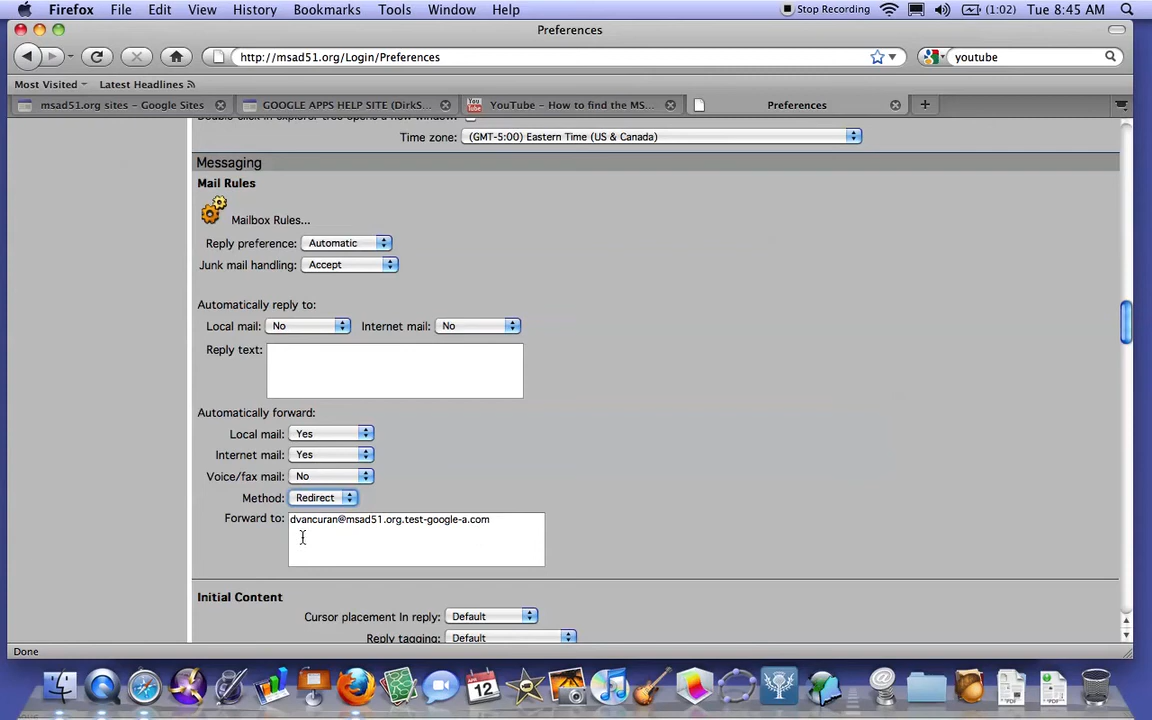 Firefox File Edit View History Bookmarks Tools Window Help Stop Recording (1:02) Tue 8:45 AM
Preferences
http://msad51.org/Login/Preferences youtube
Most Visited Latest Headlines
msad51.org sites – Google Sites GOOGLE APPS HELP SITE (DirkS... YouTube – How to find the MS... Preferences
Time zone: (GMT-5:00) Eastern Time (US & Canada)
Messaging
Mail Rules
Mailbox Rules...
Reply preference: Automatic
Junk mail handling: Accept
Automatically reply to:
Local mail: No Internet mail: No
Reply text:
Automatically forward:
Local mail: Yes
Internet mail: Yes
Voice/fax mail: No
Method: Redirect
Forward to: dvancuran@msad51.org.test-google-a.com
Initial Content
Cursor placement In reply: Default
Reply tagging: Default
Done
APR
12